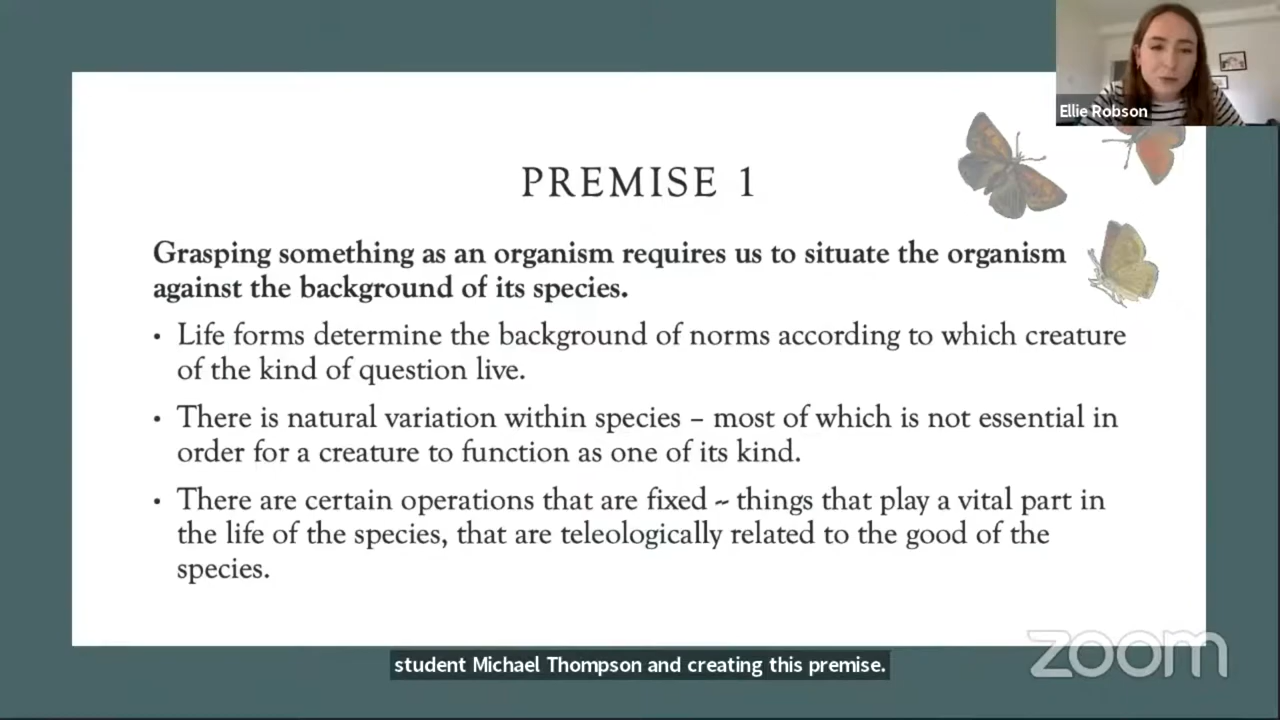 Ellie Robson
PREMISE 1
Grasping something as an organism requires us to situate the organism
against the background of its species.
• Life forms determine the background of norms according to which creature
of the kind of question live.
• There is natural variation within species – most of which is not essential in
order for a creature to function as one of its kind.
• There are certain operations that are fixed ~ things that play a vital part in
the life of the species, that are teleologically related to the good of the
species.
student Michael Thompson and creating this premise.
zoom